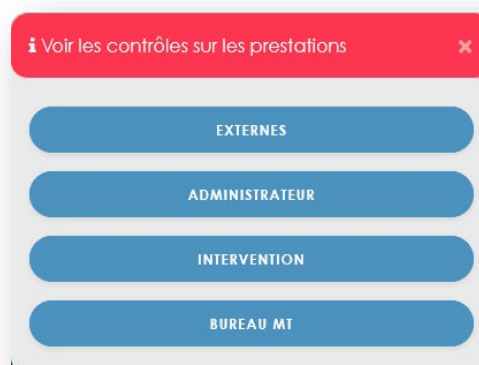 Voir les contrôles sur les prestations
EXTERNES
ADMINISTRATEUR
INTERVENTION
BUREAU MT